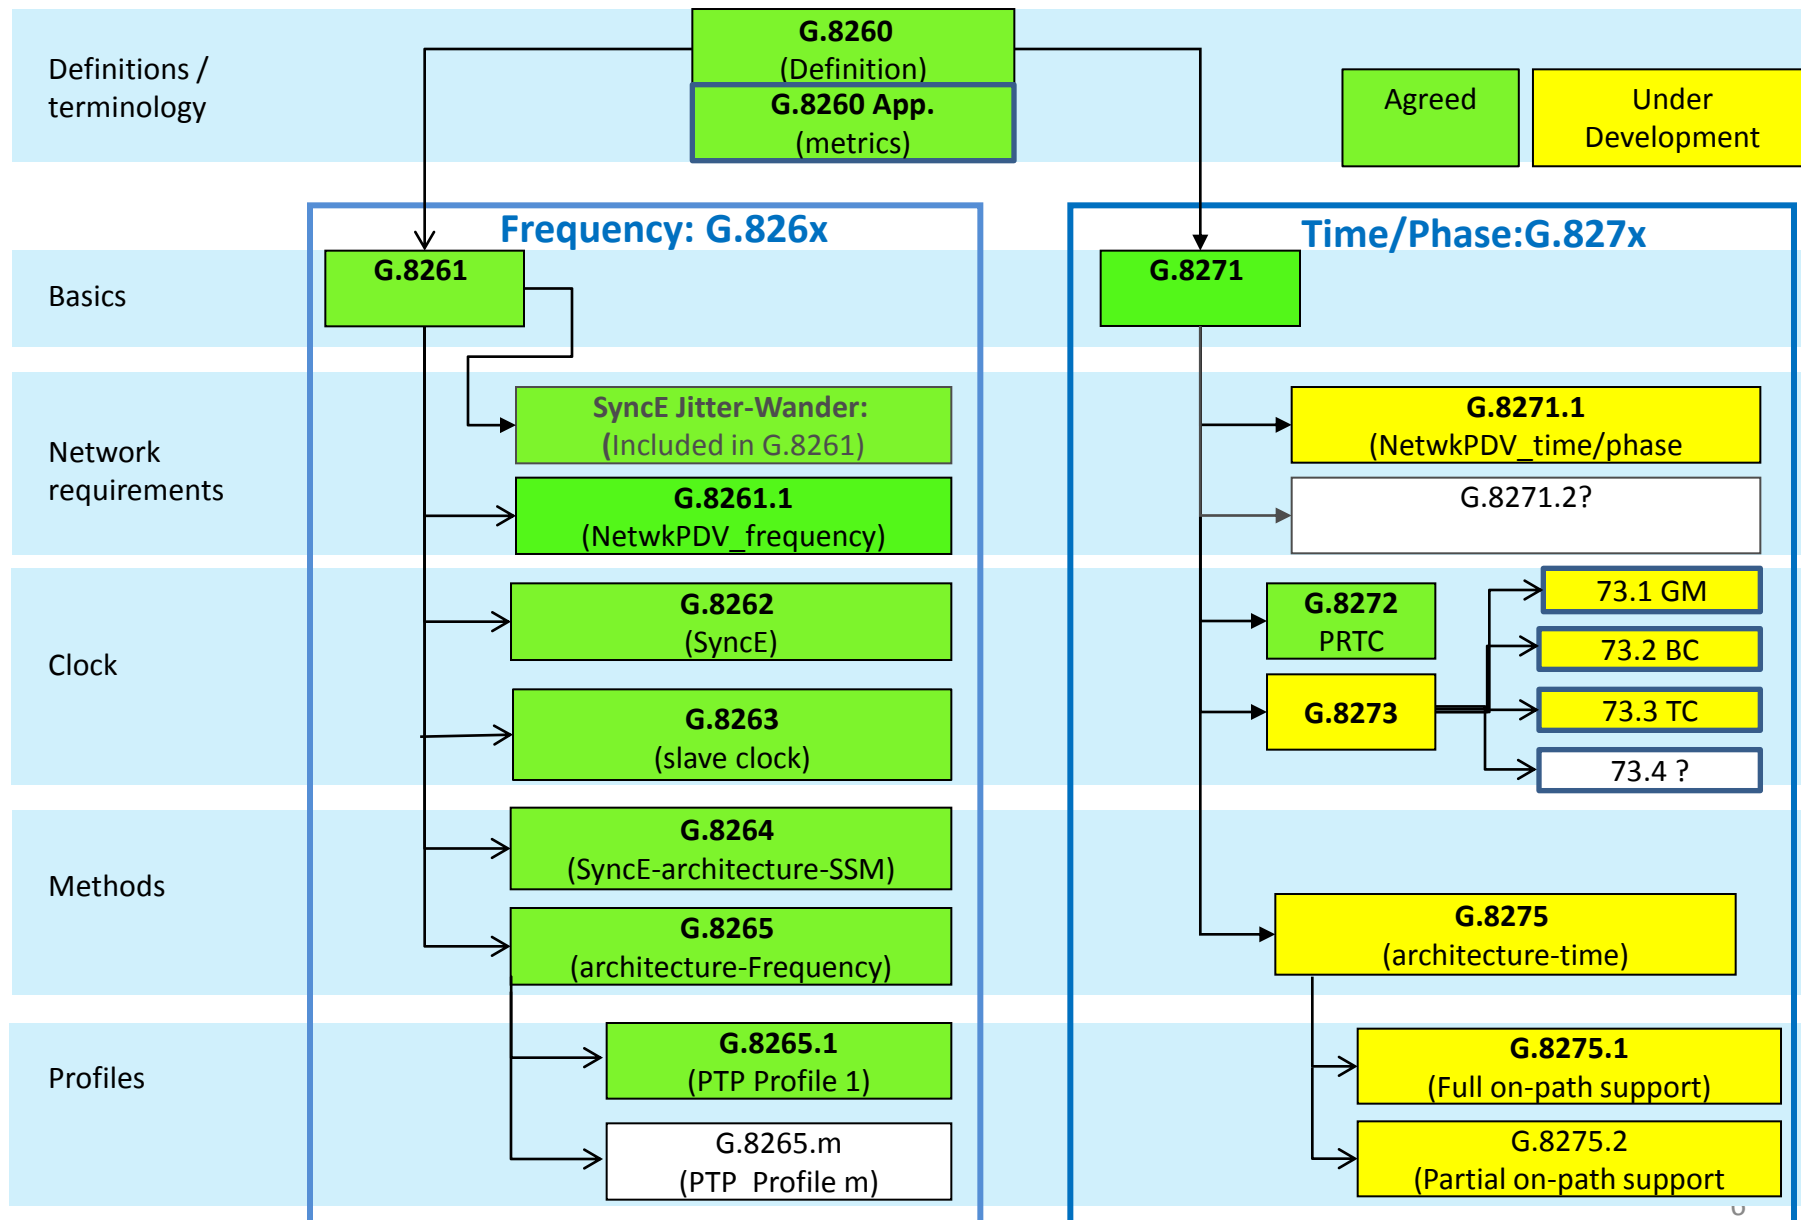 G.8260
(Definition)
G.8260 App.
(metrics)
Definitions /
terminology
Agreed
Under
Development
Frequency: G.826x
Time/Phase:G.827x
Basics
G.8261
G.8271
Network
requirements
SyncE Jitter-Wander:
(Included in G.8261)
G.8261.1
(NetwkPDV_frequency)
G.8271.1
(NetwkPDV_time/phase
G.8271.2?
Clock
G.8262
(SyncE)
G.8263
(slave clock)
G.8272
PRTC
G.8273
73.1 GM
73.2 BC
73.3 TC
73.4 ?
Methods
G.8264
(SyncE-architecture-SSM)
G.8265
(architecture-Frequency)
G.8275
(architecture-time)
Profiles
G.8265.1
(PTP Profile 1)
G.8265.m
(PTP Profile m)
G.8275.1
(Full on-path support)
G.8275.2
(Partial on-path support